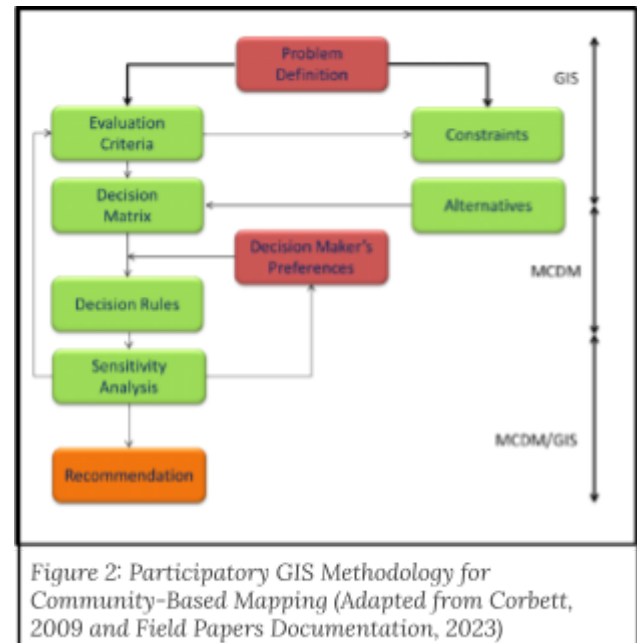 Problem
Definition
GIS
Evaluation
Criteria
Constraints
Decision
Matrix
Alternatives
Decision Maker's
Preferences
MCDM
Decision Rules
Sensitivity
Analysis
MCDM/GIS
Recommendation
Figure 2: Participatory GIS Methodology for
Community-Based Mapping (Adapted from Corbett,
2009 and Field Papers Documentation, 2023)